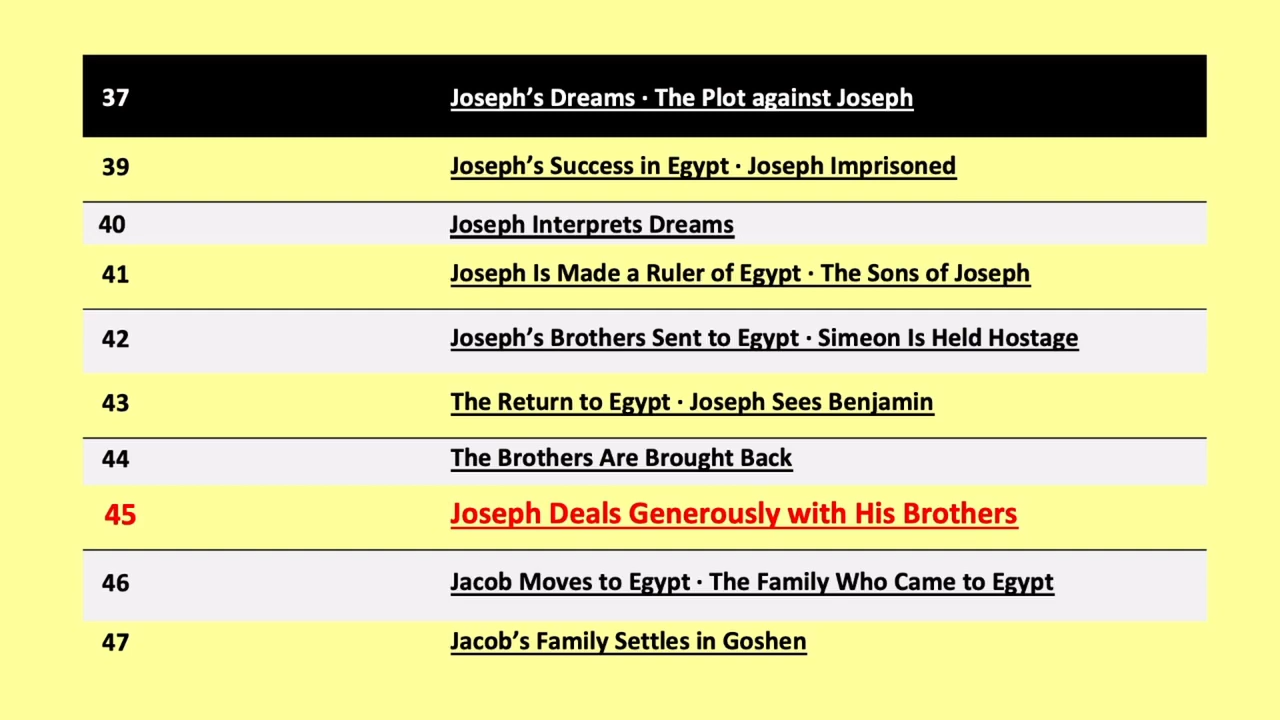 37 Joseph’s Dreams · The Plot against Joseph
39 Joseph’s Success in Egypt · Joseph Imprisoned
40 Joseph Interprets Dreams
41 Joseph Is Made a Ruler of Egypt · The Sons of Joseph
42 Joseph’s Brothers Sent to Egypt · Simeon Is Held Hostage
43 The Return to Egypt · Joseph Sees Benjamin
44 The Brothers Are Brought Back
45 Joseph Deals Generously with His Brothers
46 Jacob Moves to Egypt · The Family Who Came to Egypt
47 Jacob’s Family Settles in Goshen